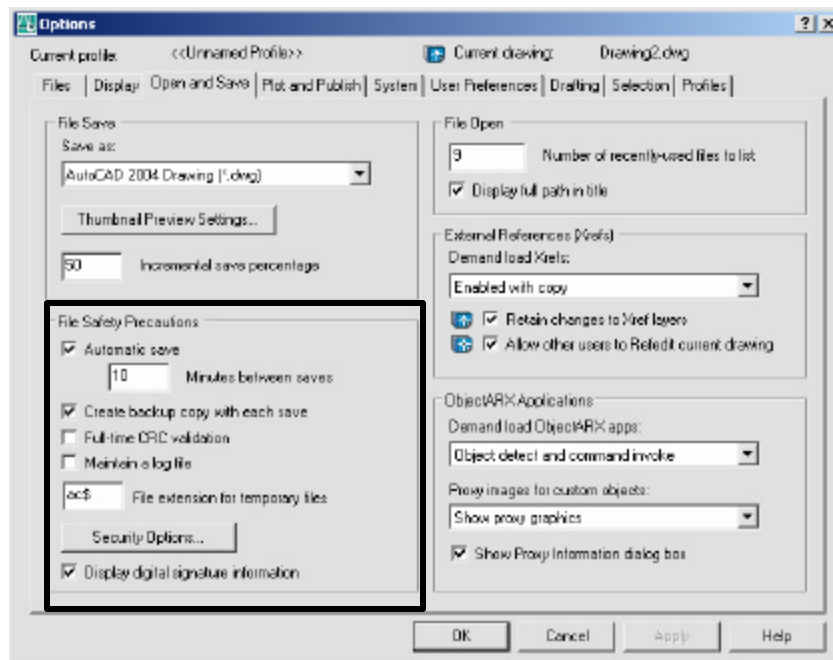 Options
Current profile: <<Unnamed Profile>> Current drawing: Drawing2.dwg
Files Display Open and Save Plot and Publish System User Preferences Drafting Selection Profiles
File Save
Save as:
AutoCAD 2004 Drawing (*.dwg)
Thumbnail Preview Settings...
50 Incremental save percentage
File Safety Precautions
Automatic save
10 Minutes between saves
Create backup copy with each save
Full-time CRC validation
Maintain a log file
ac$ File extension for temporary files
Security Options...
Display digital signature information
File Open
9 Number of recently-used files to list
Display full path in title
External References (Xrefs)
Demand load Xrefs:
Enabled with copy
Retain changes to Xref layers
Allow other users to Refedit current drawing
ObjectARX Applications
Demand load ObjectARX apps:
Object detect and command invoke
Proxy images for custom objects:
Show proxy graphics
Show Proxy Information dialog box
OK Cancel Apply Help